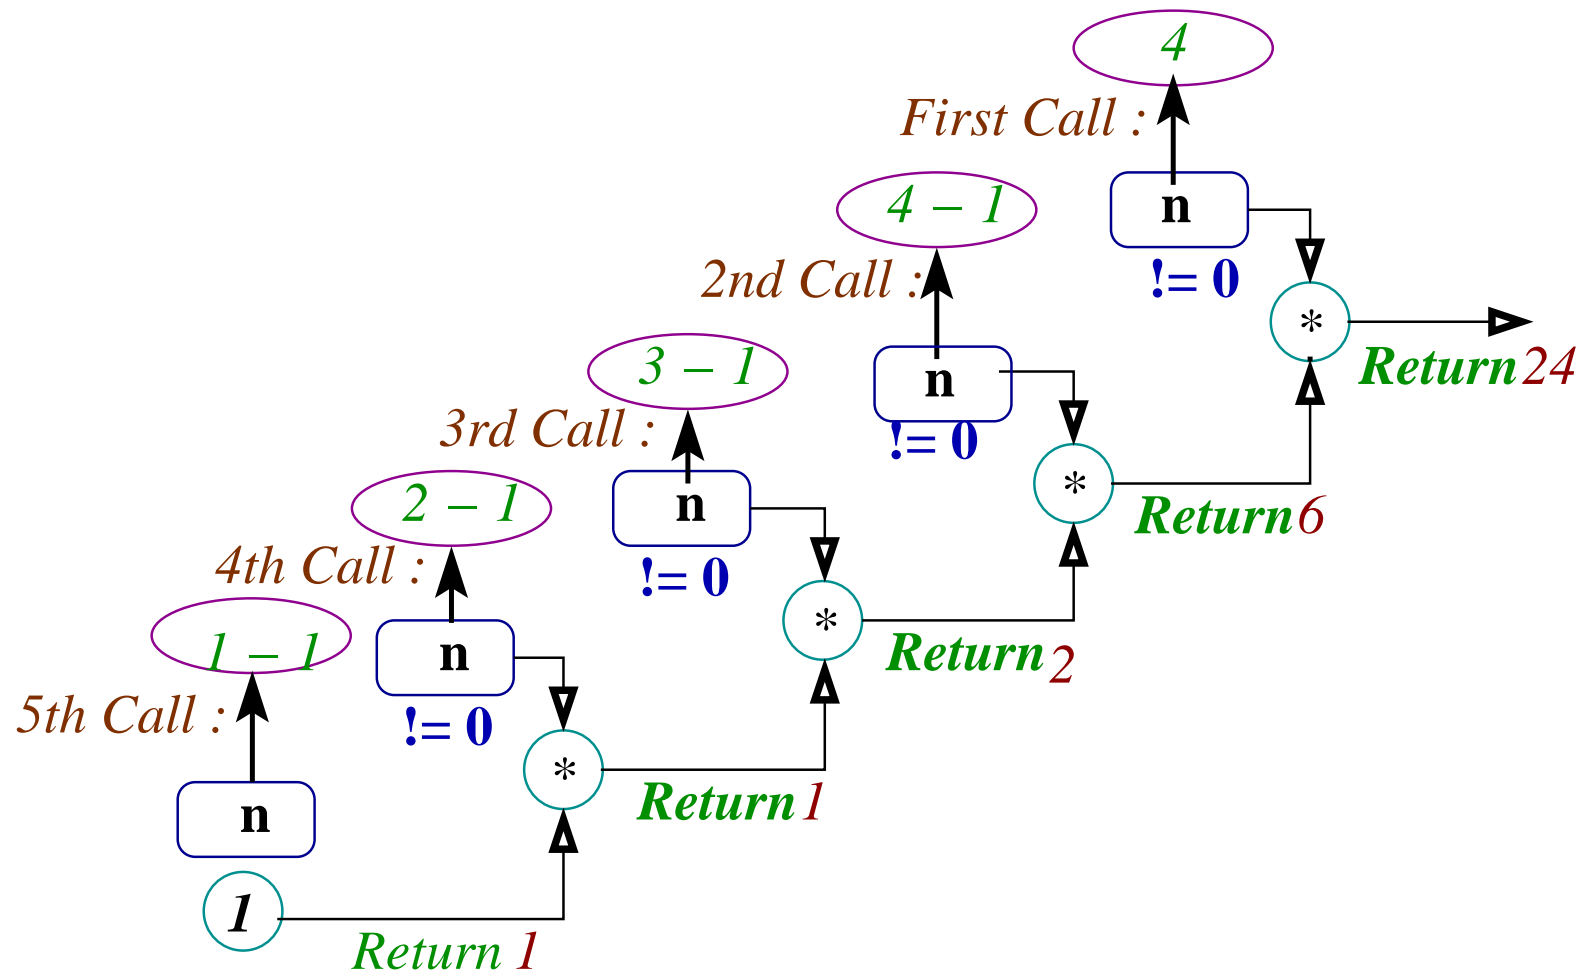 4
First Call :
n
!= 0
*
Return 24
4 – 1
2nd Call :
n
!= 0
*
Return 6
3 – 1
3rd Call :
n
!= 0
*
Return 2
2 – 1
4th Call :
n
!= 0
*
Return 1
1 – 1
5th Call :
n
1
Return 1